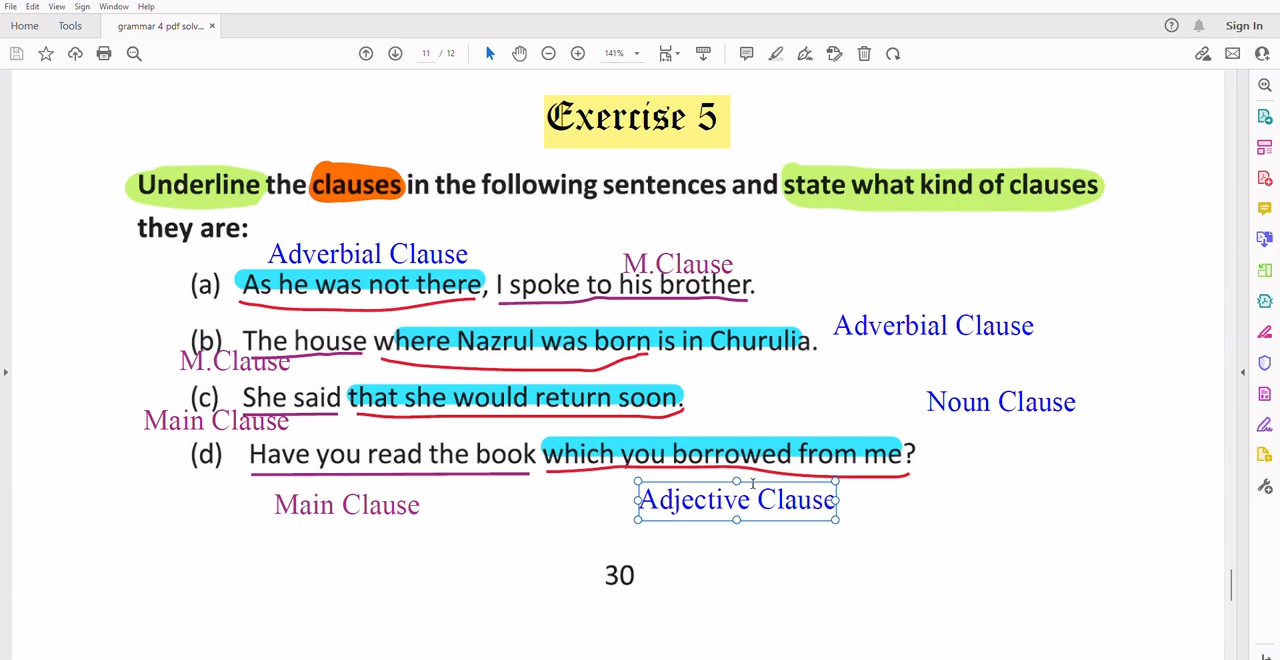 File Edit View Sign Window Help
Home Tools grammar 4 pdf solv... × Sign In
11 / 12 141%
Exercise 5
Underline the clauses in the following sentences and state what kind of clauses
they are:
Adverbial Clause M.Clause
(a) As he was not there, I spoke to his brother.
(b) The house where Nazrul was born is in Churulia. Adverbial Clause
M.Clause
(c) She said that she would return soon. Noun Clause
Main Clause
(d) Have you read the book which you borrowed from me?
Main Clause Adjective Clause
30